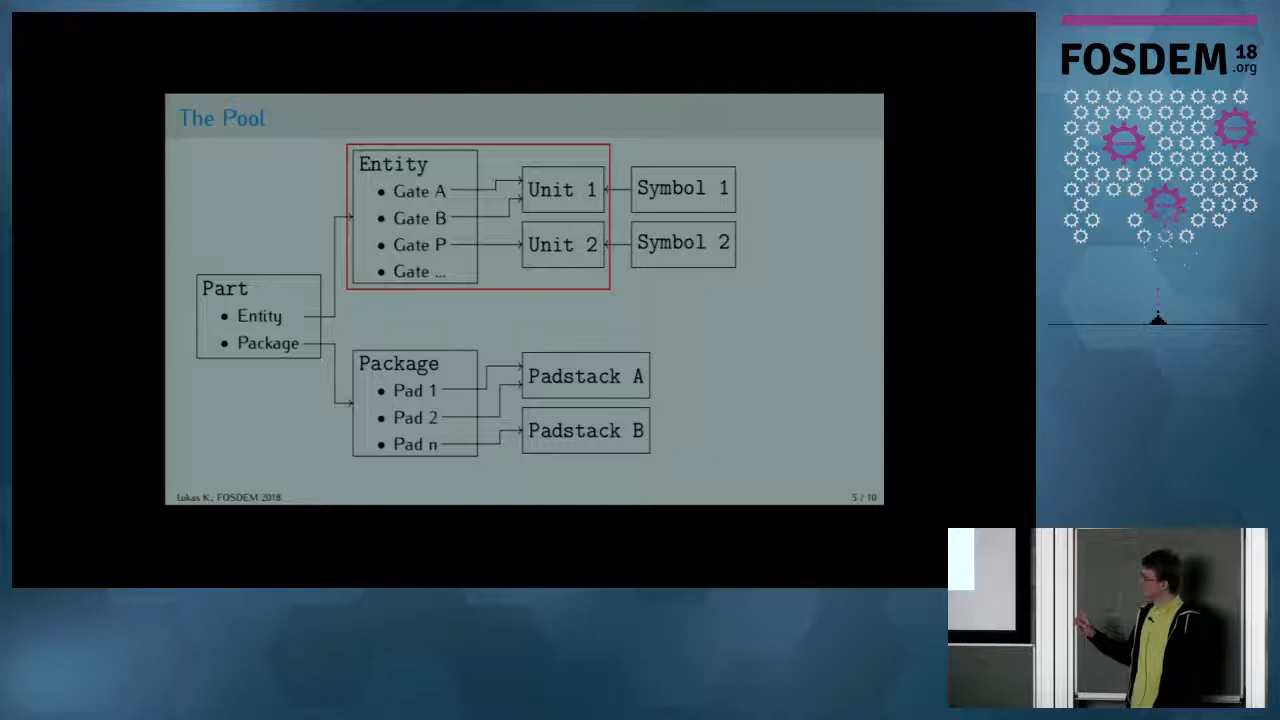 The Pool
Entity
• Gate A
• Gate B
• Gate P
• Gate ...
Unit 1
Unit 2
Symbol 1
Symbol 2
Part
• Entity
• Package
Package
• Pad 1
• Pad 2
• Pad n
Padstack A
Padstack B
Lukas K., FOSDEM 2018
5 / 10
FOSDEM 18
.org